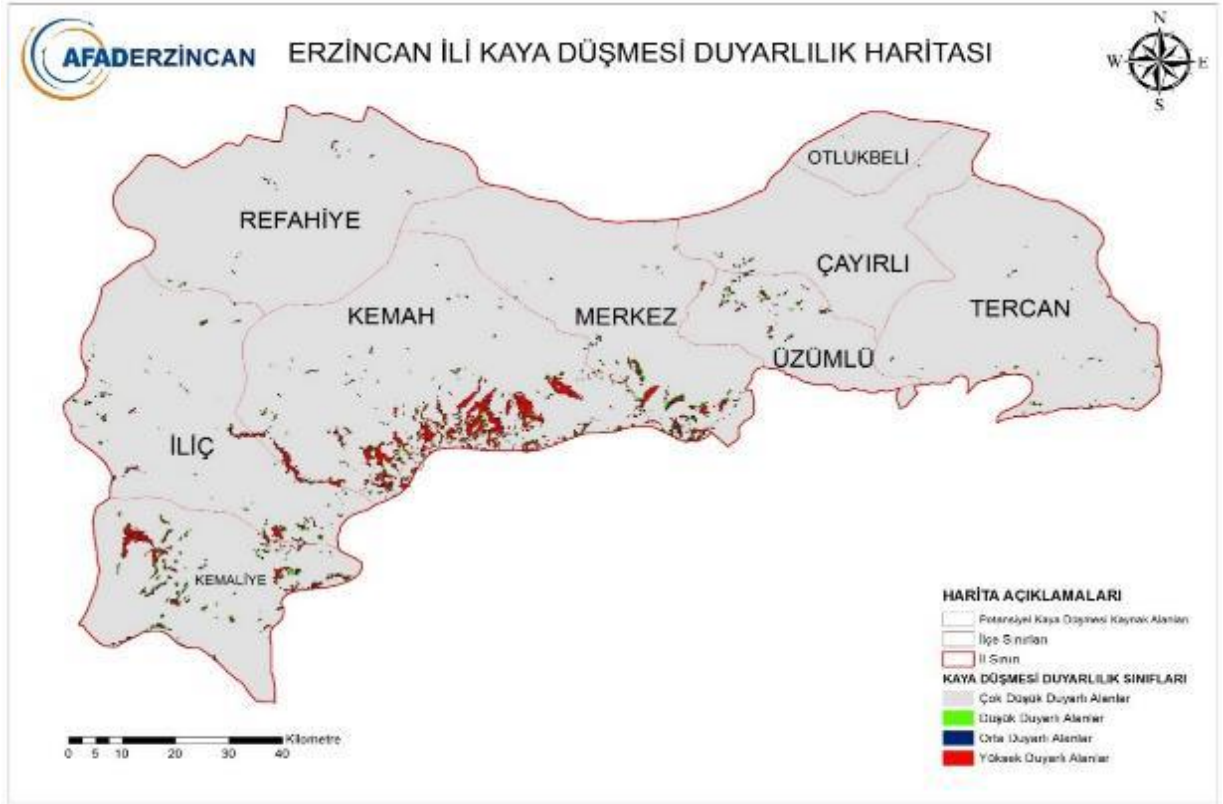 AFADERZİNCAN
ERZİNCAN İLİ KAYA DÜŞMESİ DUYARLILIK HARİTASI
N
W E
S
OTLUKBELİ
REFAHİYE
ÇAYIRLI
KEMAH
MERKEZ
TERCAN
ÜZÜMLÜ
İLİÇ
KEMALİYE
HARİTA AÇIKLAMALARI
Potansiyel Kaya Düşmesi Kaynak Alanları
İlçe Sınırları
İl Sınırı
KAYA DÜŞMESİ DUYARLILIK SINIFLARI
Çok Düşük Duyarlı Alanlar
Düşük Duyarlı Alanlar
Orta Duyarlı Alanlar
Yüksek Duyarlı Alanlar
Kilometre
0 5 10 20 30 40